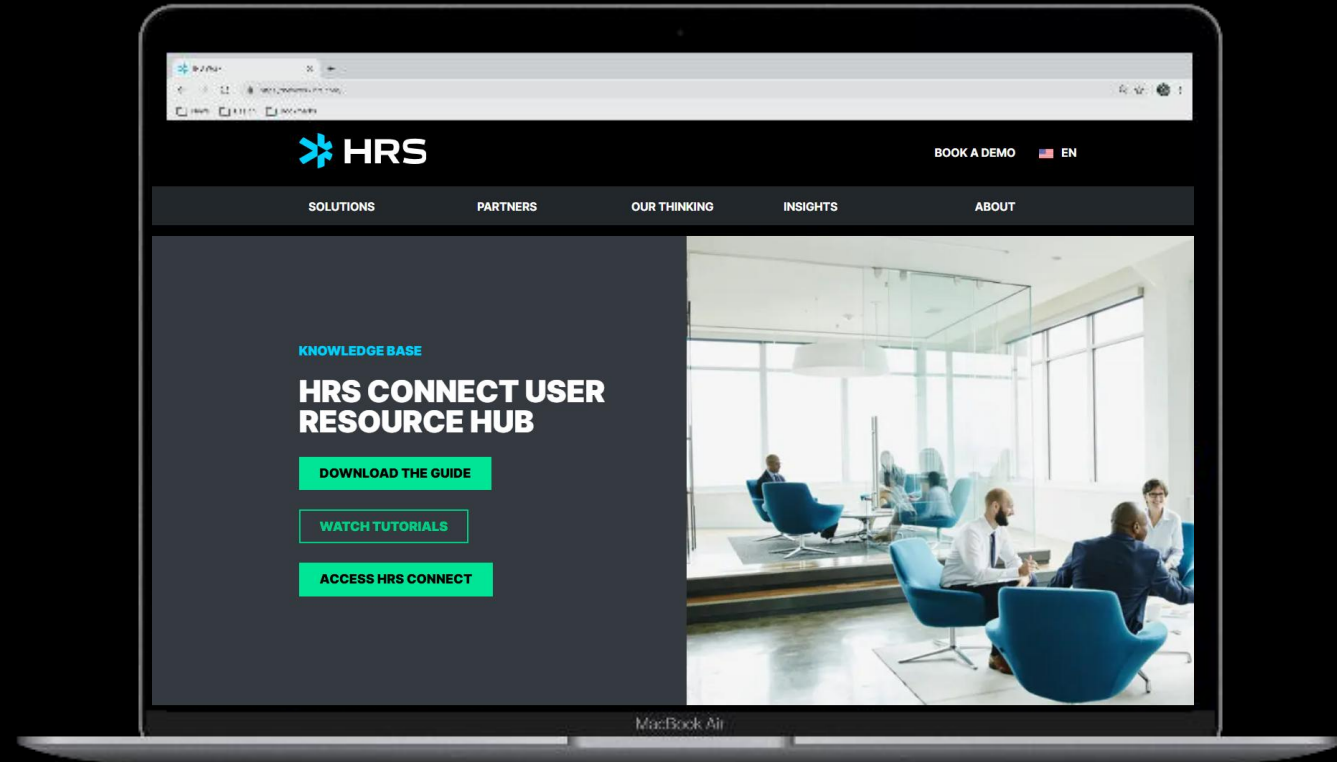 HRS
BOOK A DEMO EN
SOLUTIONS PARTNERS OUR THINKING INSIGHTS ABOUT
KNOWLEDGE BASE
HRS CONNECT USER
RESOURCE HUB
DOWNLOAD THE GUIDE
WATCH TUTORIALS
ACCESS HRS CONNECT
MacBook Air